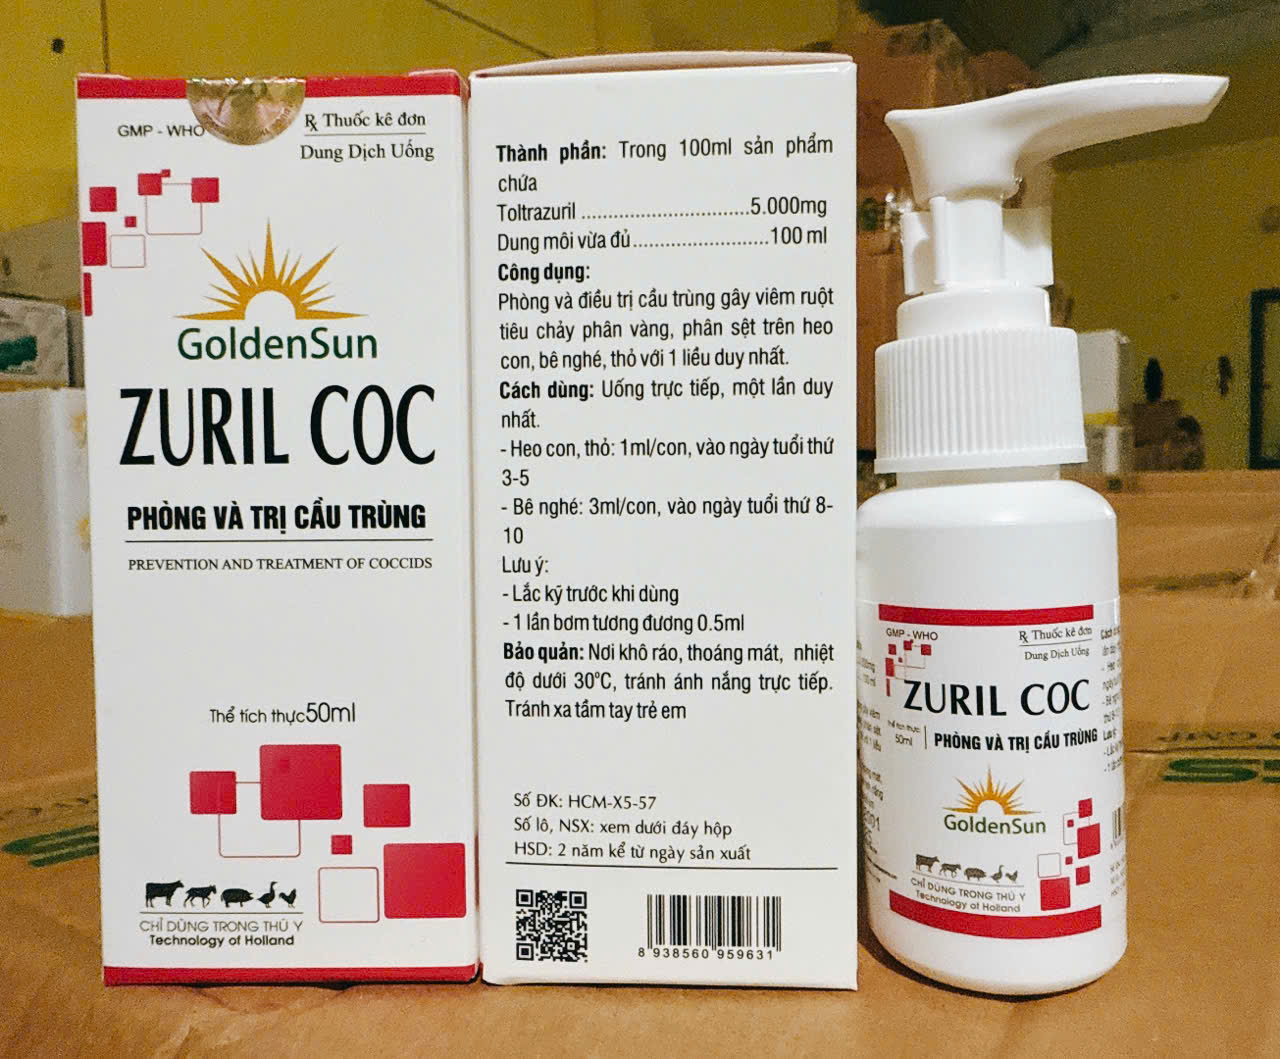 GMP - WHO
℞ Thuốc kê đơn
Dung Dịch Uống
GoldenSun
ZURIL COC
PHÒNG VÀ TRỊ CẦU TRÙNG
PREVENTION AND TREATMENT OF COCCIDS
Thể tích thực 50ml
CHỈ DÙNG TRONG THÚ Y
Technology of Holland
Thành phần: Trong 100ml sản phẩm
chứa
Toltrazuril ................................5.000mg
Dung môi vừa đủ.........................100 ml
Công dụng:
Phòng và điều trị cầu trùng gây viêm ruột
tiêu chảy phân vàng, phân sệt trên heo
con, bê nghé, thỏ với 1 liều duy nhất.
Cách dùng: Uống trực tiếp, một lần duy
nhất.
- Heo con, thỏ: 1ml/con, vào ngày tuổi thứ
3-5
- Bê nghé: 3ml/con, vào ngày tuổi thứ 8-
10
Lưu ý:
- Lắc kỹ trước khi dùng
- 1 lần bơm tương đương 0.5ml
Bảo quản: Nơi khô ráo, thoáng mát, nhiệt
độ dưới 30ºC, tránh ánh nắng trực tiếp.
Tránh xa tầm tay trẻ em
Số ĐK: HCM-X5-57
Số lô, NSX: xem dưới đáy hộp
HSD: 2 năm kể từ ngày sản xuất
8 938560 959631
GMP - WHO
℞ Thuốc kê đơn
Dung Dịch Uống
ZURIL COC
Thể tích thực
50ml
PHÒNG VÀ TRỊ CẦU TRÙNG
GoldenSun
CHỈ DÙNG TRONG THÚ Y
Technology of Holland